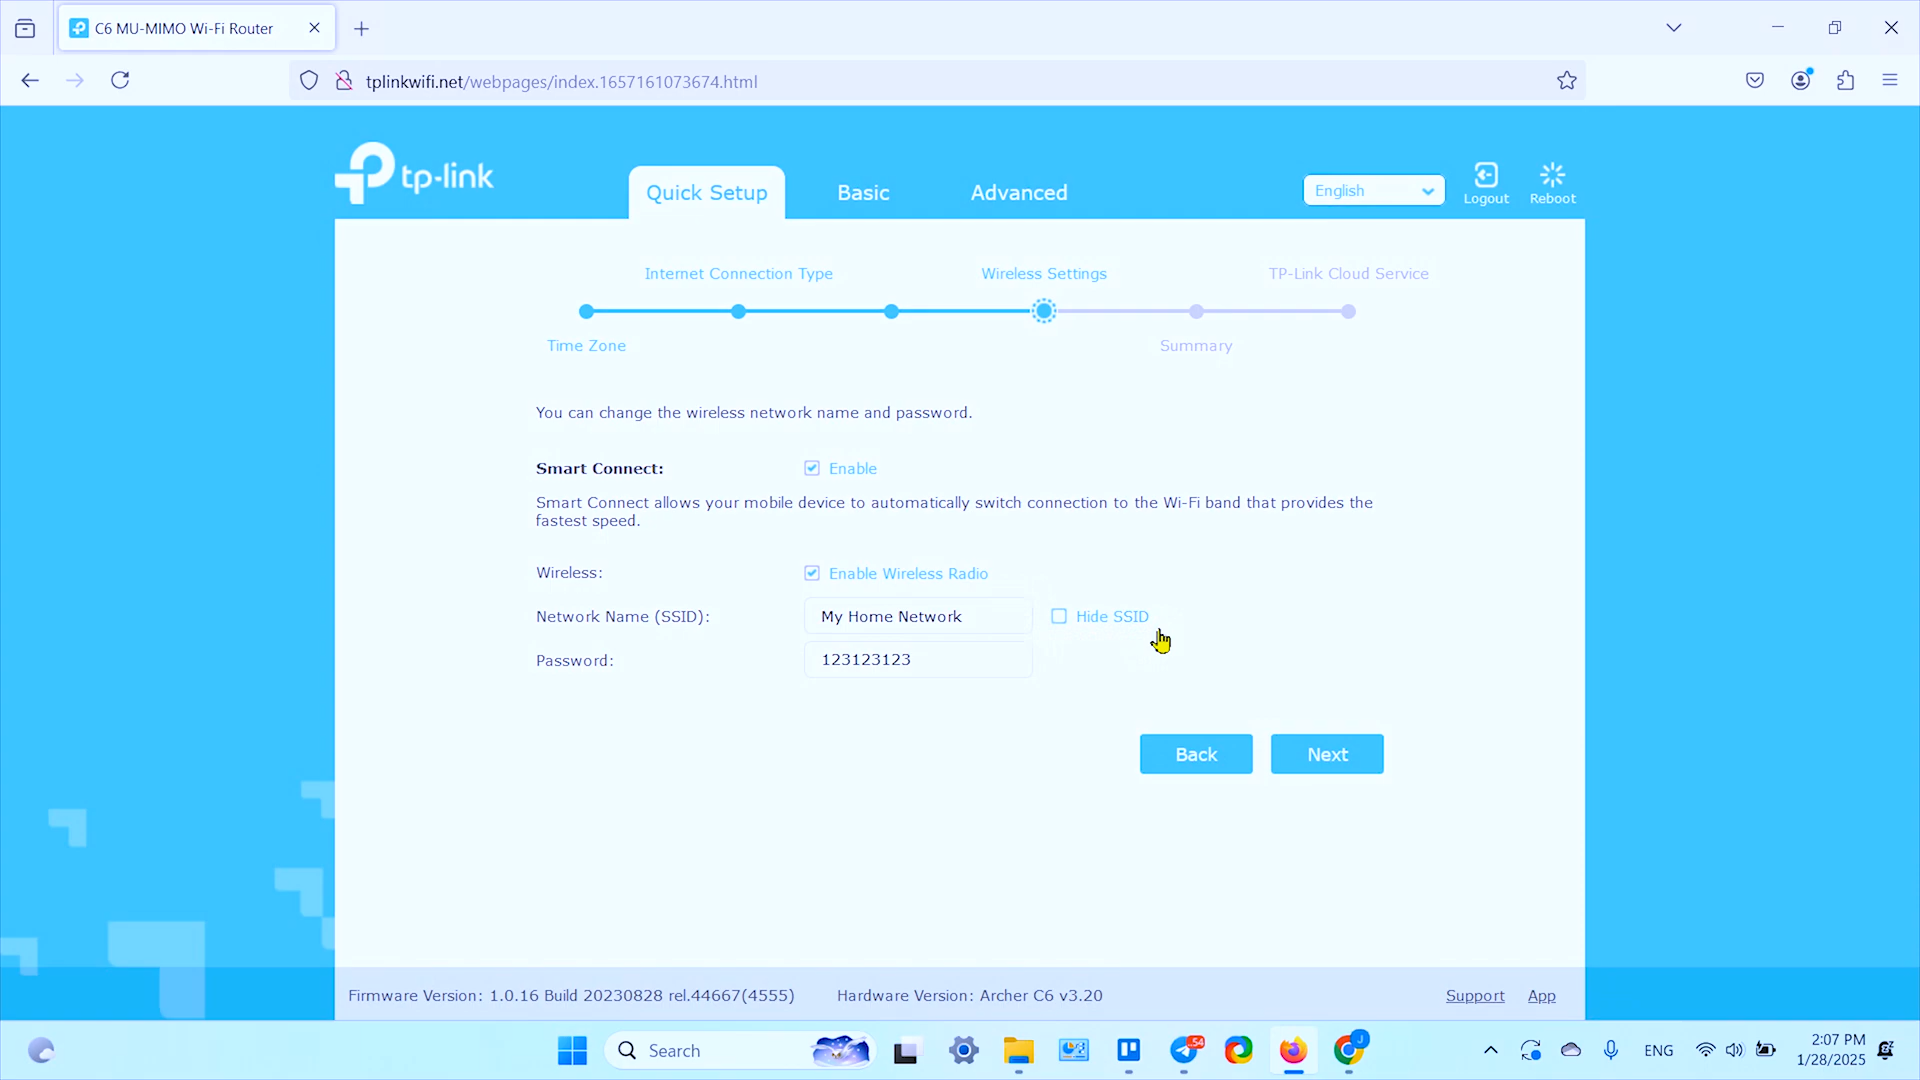 C6 MU-MIMO Wi-Fi Router
tplinkwifi.net/webpages/index.1657161073674.html
tp-link
Quick Setup
Basic
Advanced
English
Logout
Reboot
Internet Connection Type
Wireless Settings
TP-Link Cloud Service
Time Zone
Summary
You can change the wireless network name and password.
Smart Connect:
Enable
Smart Connect allows your mobile device to automatically switch connection to the Wi-Fi band that provides the
fastest speed.
Wireless:
Enable Wireless Radio
Network Name (SSID):
My Home Network
Hide SSID
Password:
123123123
Back
Next
Firmware Version: 1.0.16 Build 20230828 rel.44667(4555)
Hardware Version: Archer C6 v3.20
Support
App
Search
54
J
ENG
2:07 PM
1/28/2025